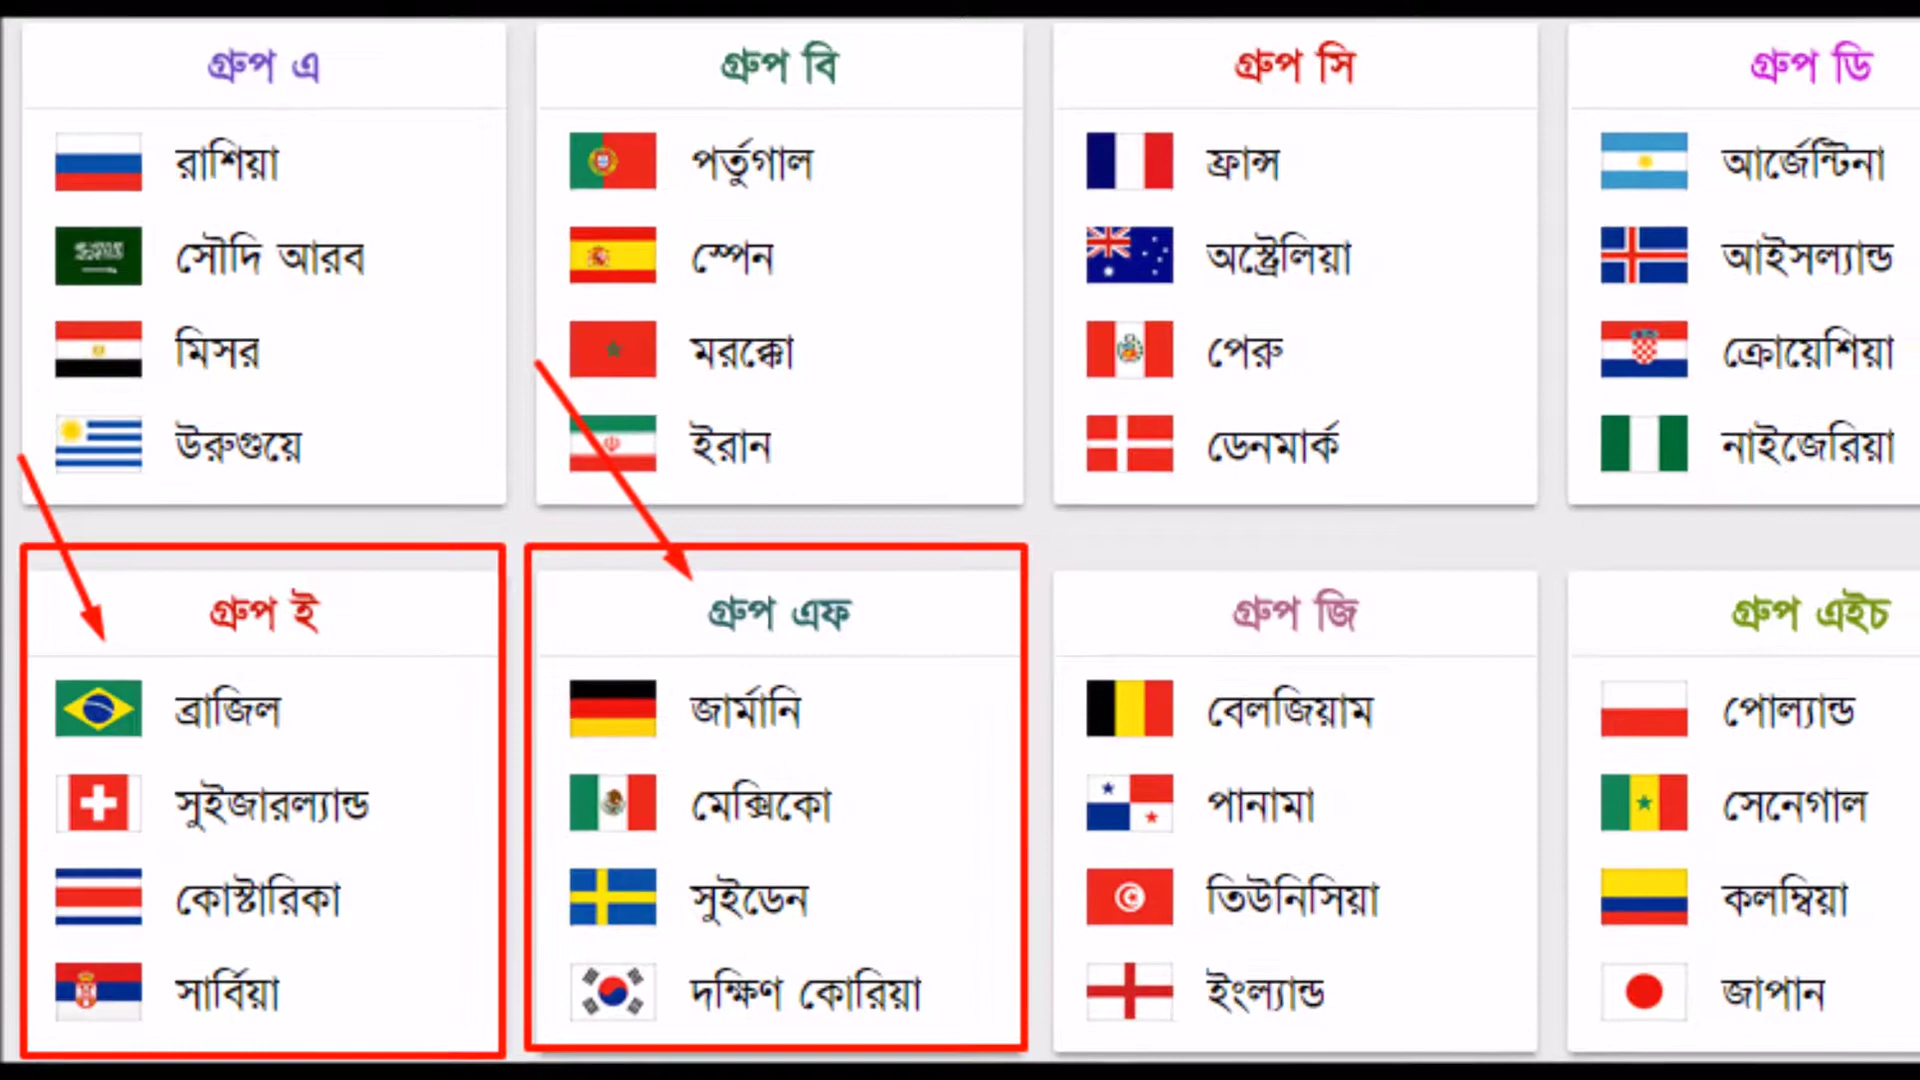 গ্রুপ এ
রাশিয়া
সৌদি আরব
মিসর
উরুগুয়ে
গ্রুপ বি
পর্তুগাল
স্পেন
মরক্কো
ইরান
গ্রুপ সি
ফ্রান্স
অস্ট্রেলিয়া
পেরু
ডেনমার্ক
গ্রুপ ডি
আর্জেন্টিনা
আইসল্যান্ড
ক্রোয়েশিয়া
নাইজেরিয়া
গ্রুপ ই
ব্রাজিল
সুইজারল্যান্ড
কোস্টারিকা
সার্বিয়া
গ্রুপ এফ
জার্মানি
মেক্সিকো
সুইডেন
দক্ষিণ কোরিয়া
গ্রুপ জি
বেলজিয়াম
পানামা
তিউনিসিয়া
ইংল্যান্ড
গ্রুপ এইচ
পোল্যান্ড
সেনেগাল
কলম্বিয়া
জাপান